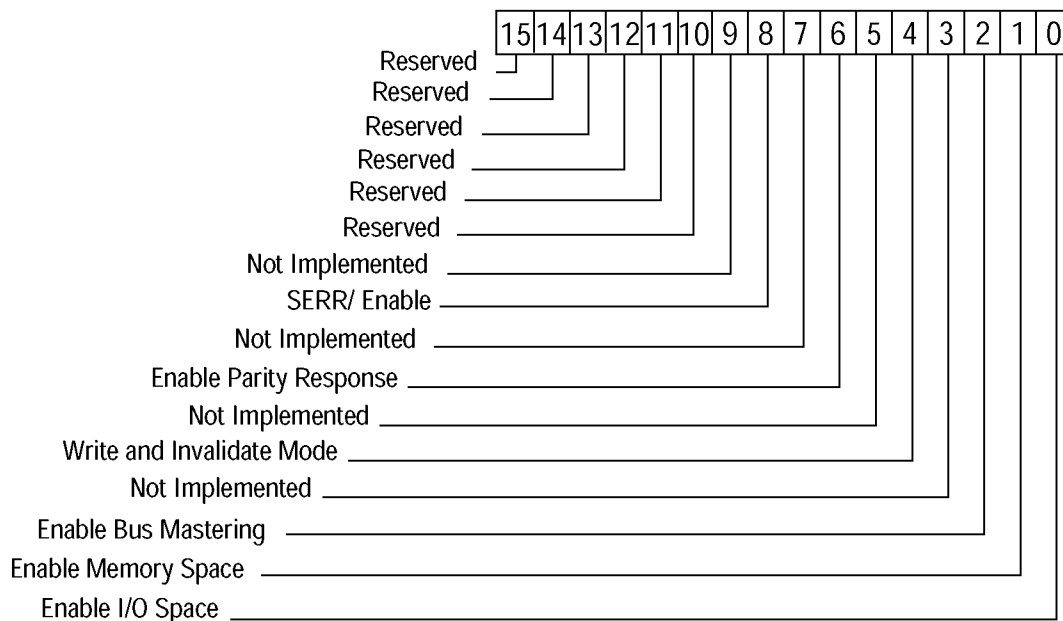 15 14 13 12 11 10 9 8 7 6 5 4 3 2 1 0
Reserved
Reserved
Reserved
Reserved
Reserved
Reserved
Not Implemented
SERR/ Enable
Not Implemented
Enable Parity Response
Not Implemented
Write and Invalidate Mode
Not Implemented
Enable Bus Mastering
Enable Memory Space
Enable I/O Space